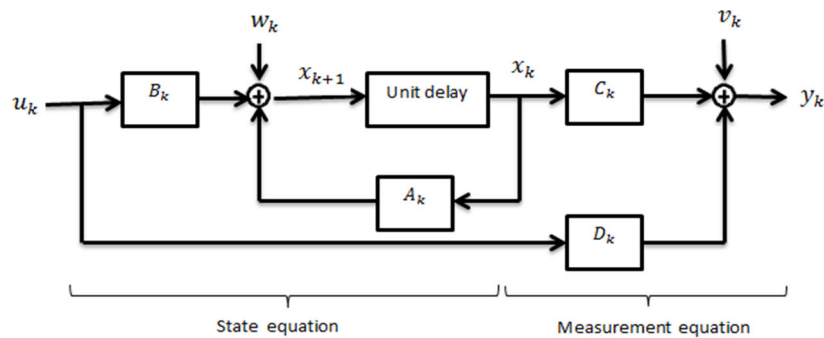 w_k
v_k
x_{k+1}
x_k
u_k
B_k
Unit delay
C_k
y_k
A_k
D_k
State equation
Measurement equation